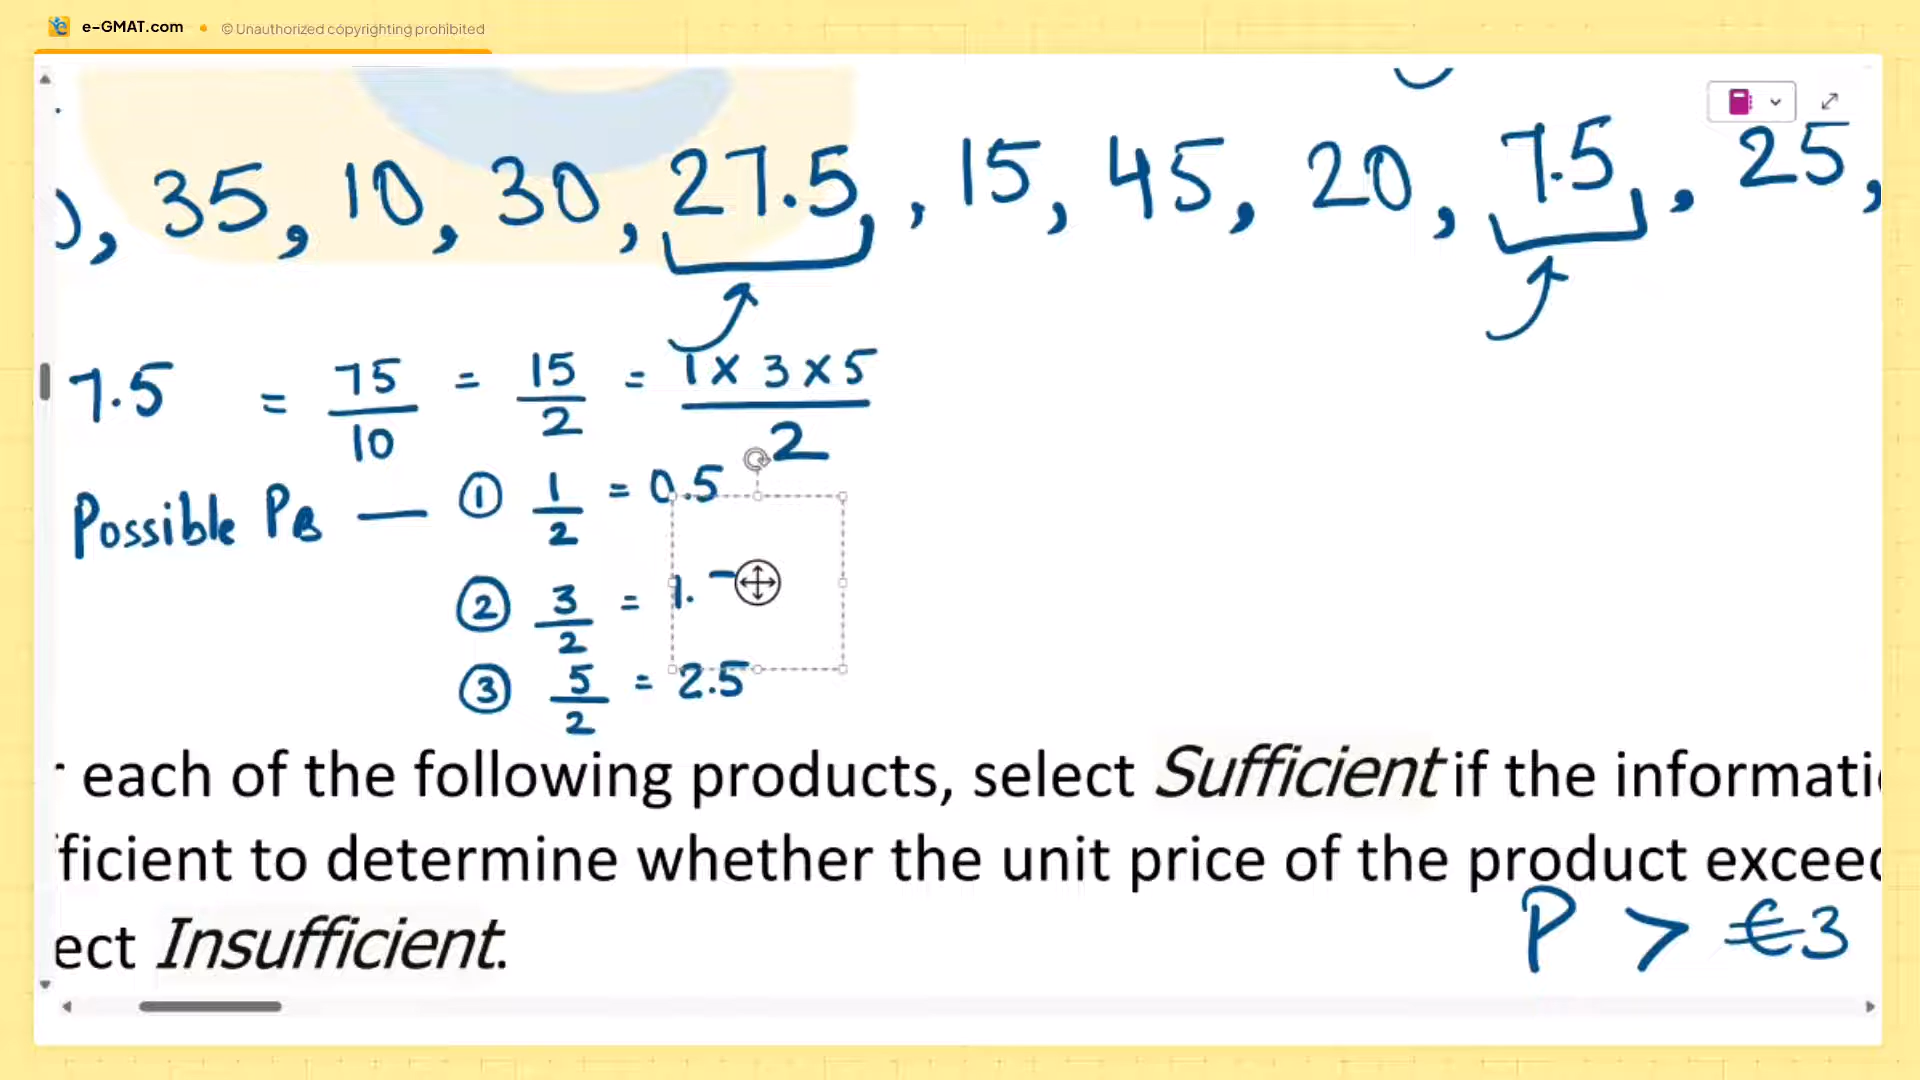 e-GMAT.com • © Unauthorized copyrighting prohibited
, 35, 10, 30, 27.5, , 15, 45, 20, 7.5, , 25,
7.5 = 75/10 = 15/2 = 1 x 3 x 5 / 2
Possible PB — ① 1/2 = 0.5
② 3/2 = 1.
③ 5/2 = 2.5
each of the following products, select Sufficient if the informati
ficient to determine whether the unit price of the product exceed
P > €3
ect Insufficient.